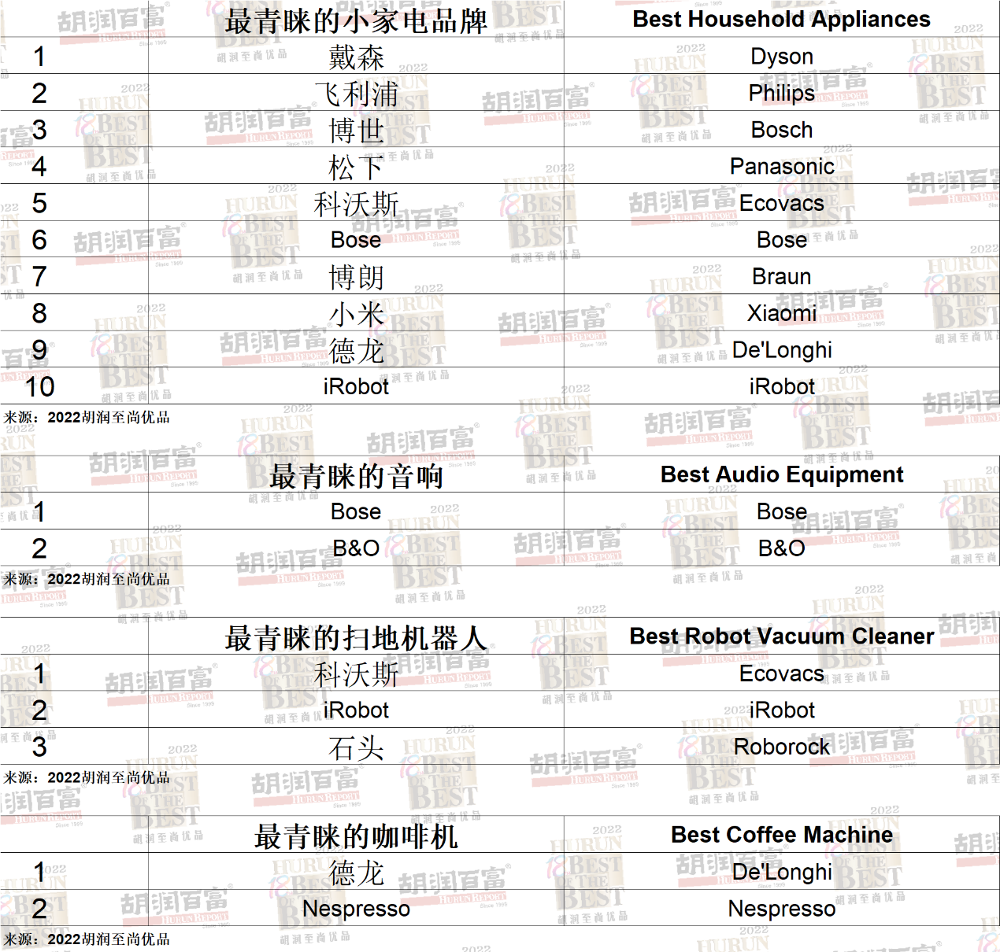 最青睐的小家电品牌 Best Household Appliances
1 戴森 Dyson
2 飞利浦 Philips
3 博世 Bosch
4 松下 Panasonic
5 科沃斯 Ecovacs
6 Bose Bose
7 博朗 Braun
8 小米 Xiaomi
9 德龙 De'Longhi
10 iRobot iRobot
来源：2022胡润至尚优品
最青睐的音响 Best Audio Equipment
1 Bose Bose
2 B&O B&O
来源：2022胡润至尚优品
最青睐的扫地机器人 Best Robot Vacuum Cleaner
1 科沃斯 Ecovacs
2 iRobot iRobot
3 石头 Roborock
来源：2022胡润至尚优品
最青睐的咖啡机 Best Coffee Machine
1 德龙 De'Longhi
2 Nespresso Nespresso
来源：2022胡润至尚优品